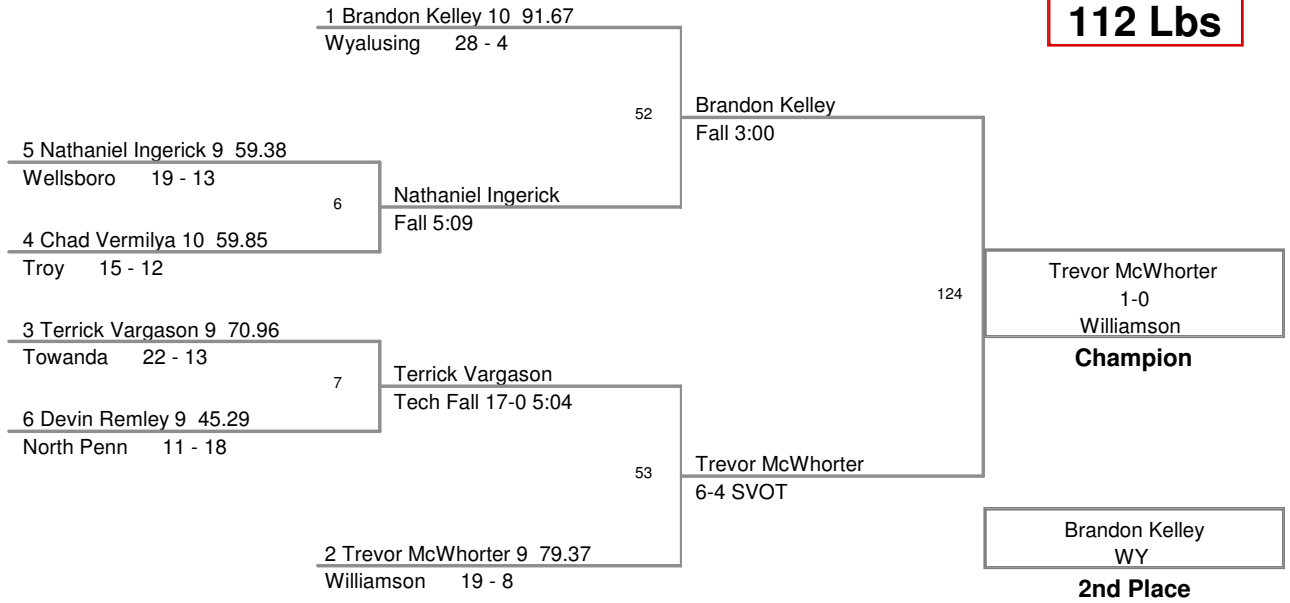 1 Brandon Kelley 10 91.67
Wyalusing 28 - 4
112 Lbs
52
Brandon Kelley
Fall 3:00
5 Nathaniel Ingerick 9 59.38
Wellsboro 19 - 13
6
Nathaniel Ingerick
Fall 5:09
4 Chad Vermilya 10 59.85
Troy 15 - 12
124
Trevor McWhorter
1-0
Williamson
Champion
3 Terrick Vargason 9 70.96
Towanda 22 - 13
7
Terrick Vargason
Tech Fall 17-0 5:04
6 Devin Remley 9 45.29
North Penn 11 - 18
53
Trevor McWhorter
6-4 SVOT
2 Trevor McWhorter 9 79.37
Williamson 19 - 8
Brandon Kelley
WY
2nd Place